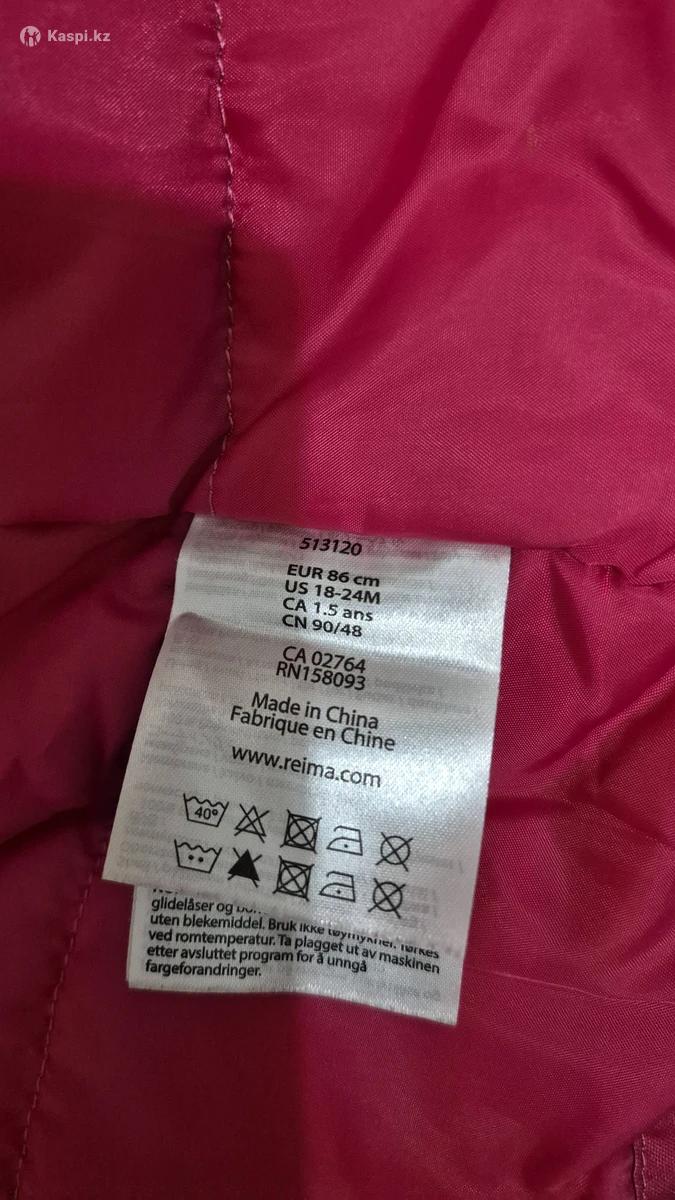 Kaspi.kz
513120
EUR 86 cm
US 18-24M
CA 1.5 ans
CN 90/48
CA 02764
RN158093
Made in China
Fabrique en Chine
www.reima.com
40°
glidelåser og
uten blekemiddel. Bruk ikke tøymykner. Tørkes
ved romtemperatur. Ta plagget ut av maskinen
etter avsluttet program for å unngå
fargeforandringer.